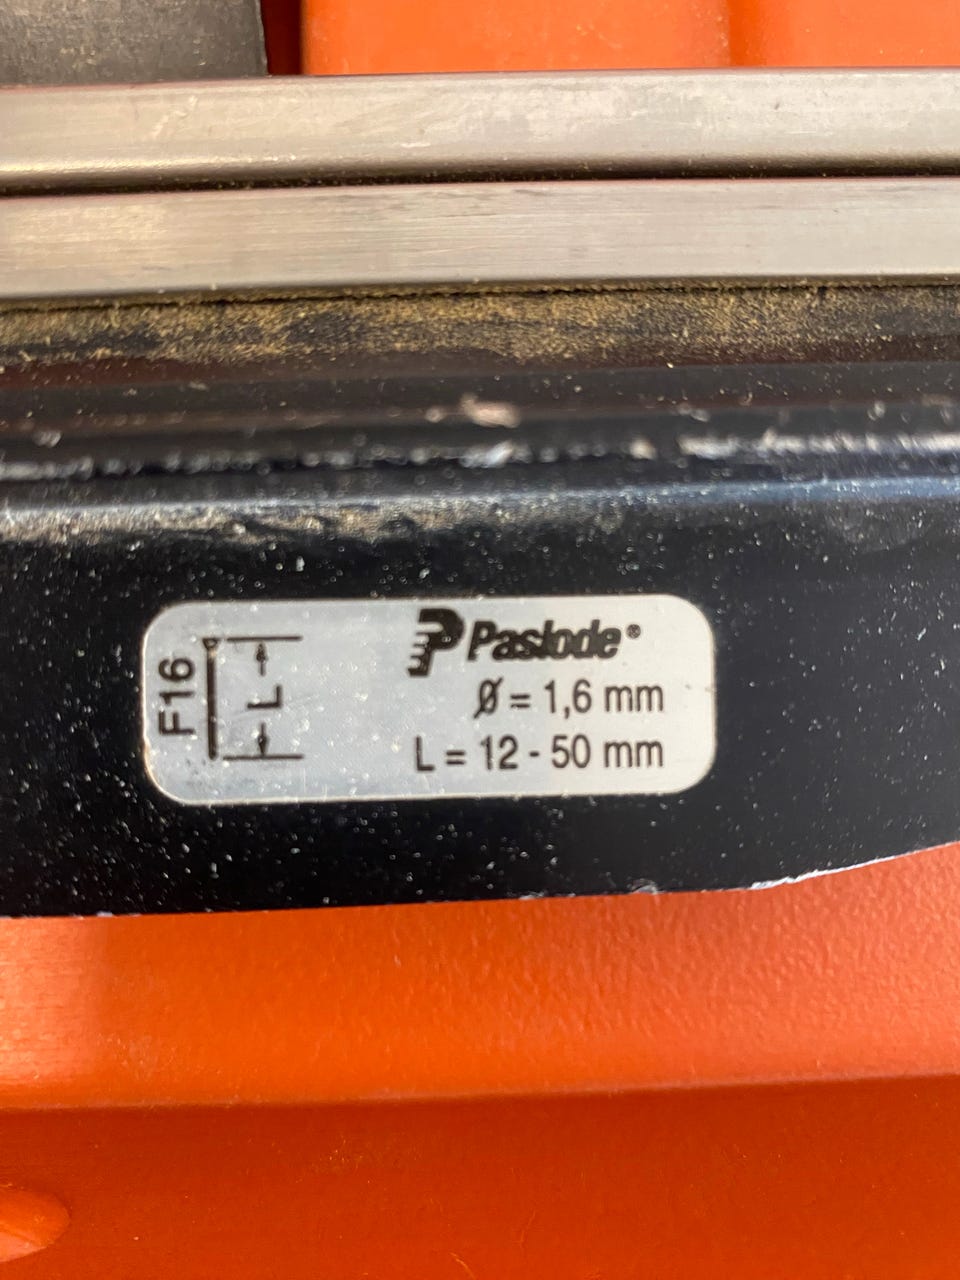 F16
L
Paslode®
Ø = 1,6 mm
L = 12 - 50 mm